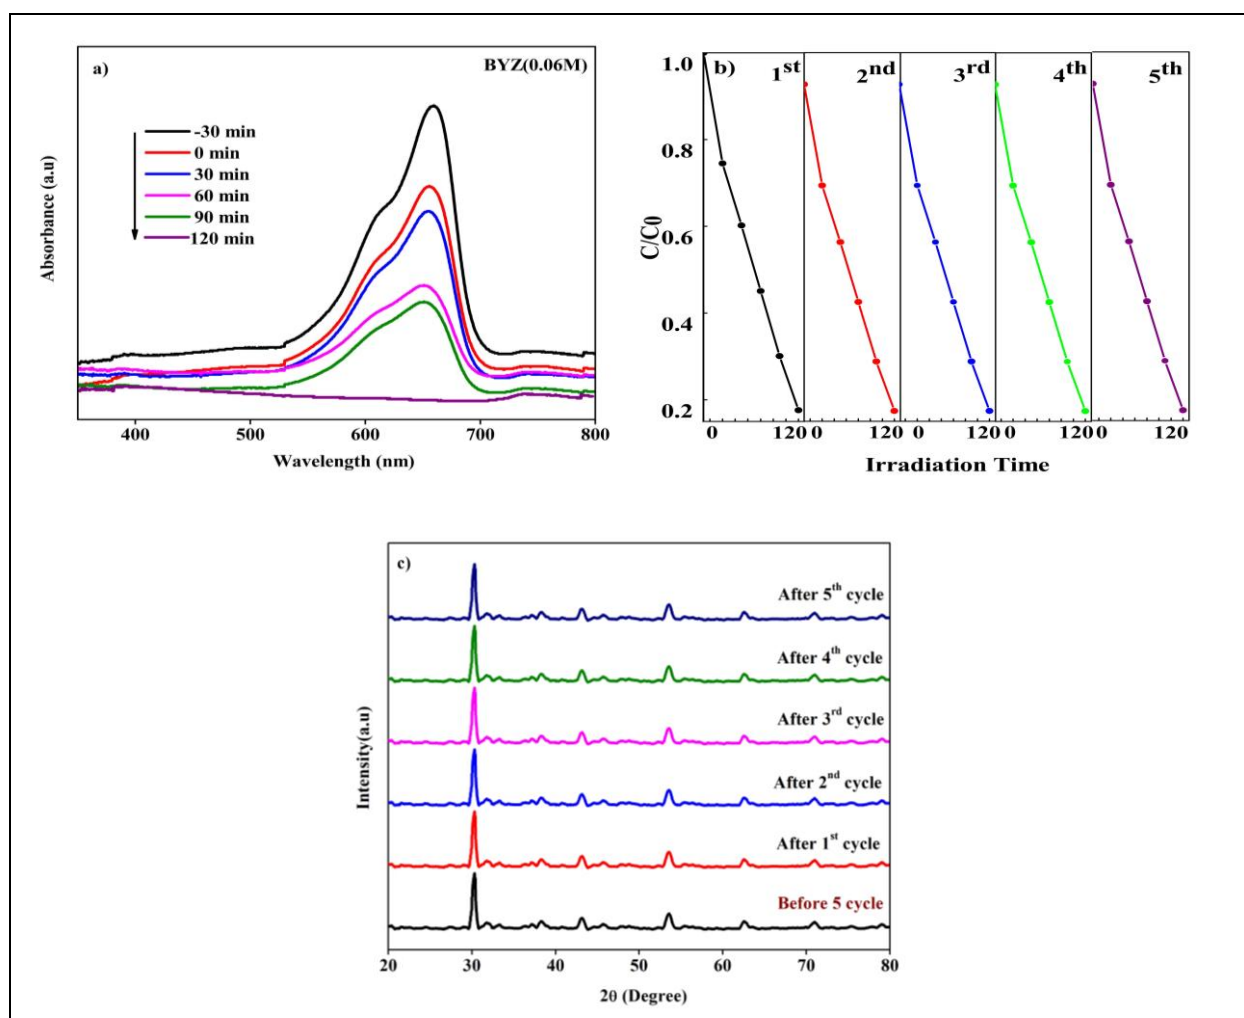 a)
BYZ(0.06M)
-30 min
0 min
30 min
60 min
90 min
120 min
Absorbance (a.u)
400 500 600 700 800
Wavelength (nm)
b)
1st 2nd 3rd 4th 5th
1.0
0.8
0.6
0.4
0.2
C/C0
0 120 0 120 0 120 0 120 0 120
Irradiation Time
c)
After 5th cycle
After 4th cycle
After 3rd cycle
After 2nd cycle
After 1st cycle
Before 5 cycle
Intensity(a.u)
20 30 40 50 60 70 80
2θ (Degree)